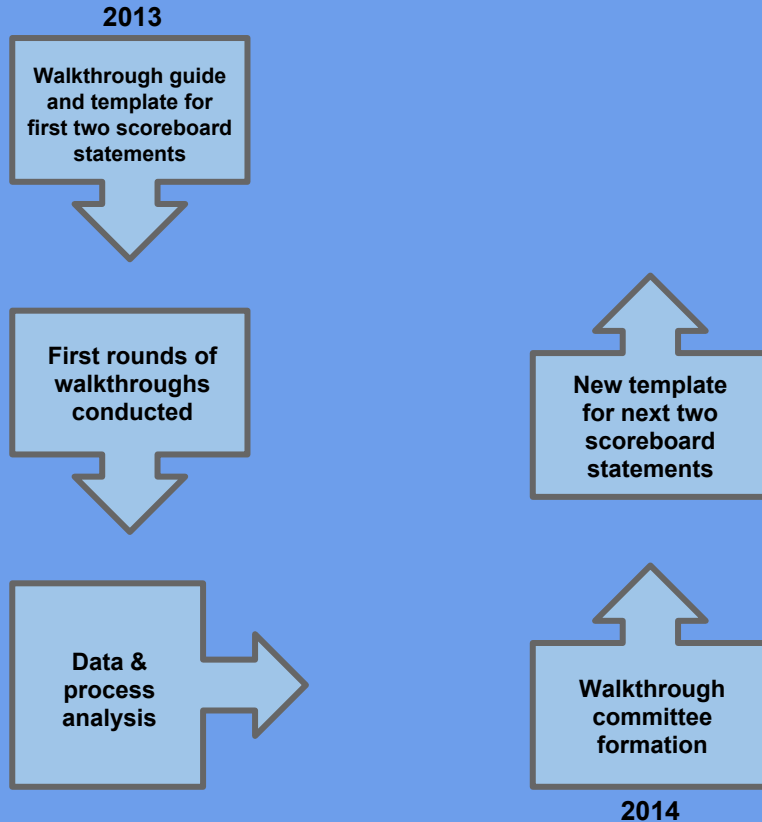 2013
Walkthrough guide
and template for
first two scoreboard
statements
First rounds of
walkthroughs
conducted
Data &
process
analysis
New template
for next two
scoreboard
statements
Walkthrough
committee
formation
2014